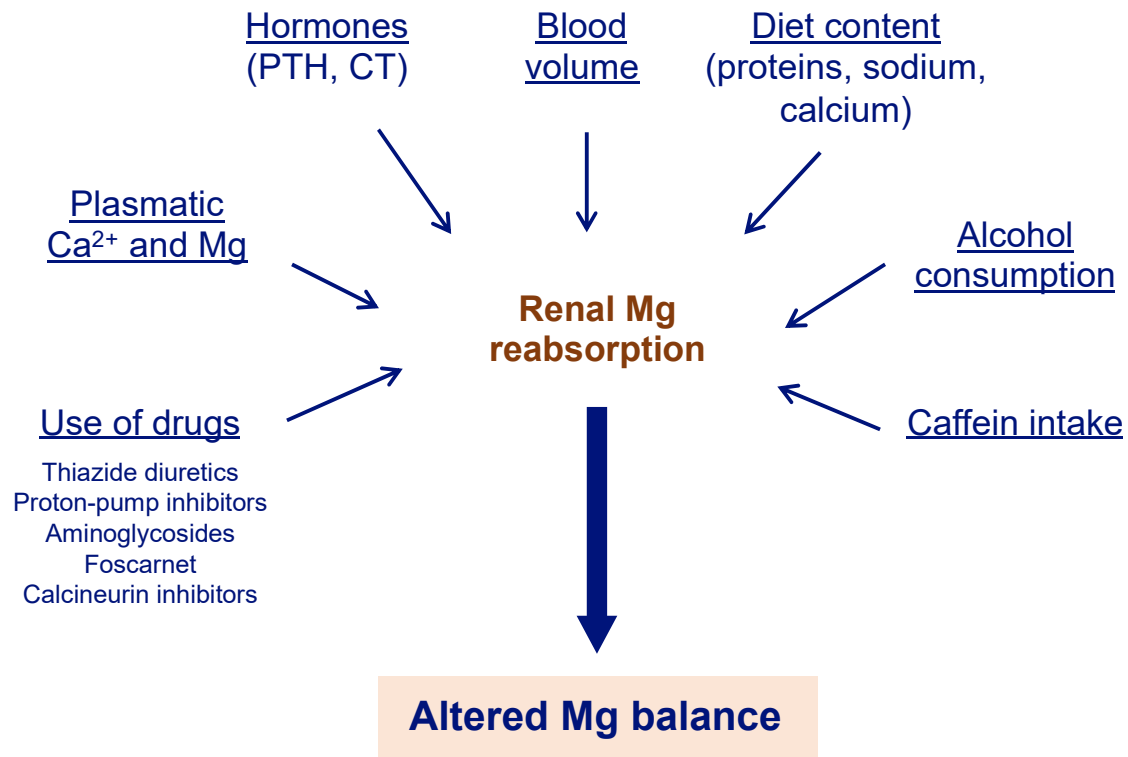 Hormones
(PTH, CT)
Blood
volume
Diet content
(proteins, sodium,
calcium)
Plasmatic
Ca²⁺ and Mg
Alcohol
consumption
Renal Mg
reabsorption
Use of drugs
Thiazide diuretics
Proton-pump inhibitors
Aminoglycosides
Foscarnet
Calcineurin inhibitors
Caffein intake
Altered Mg balance